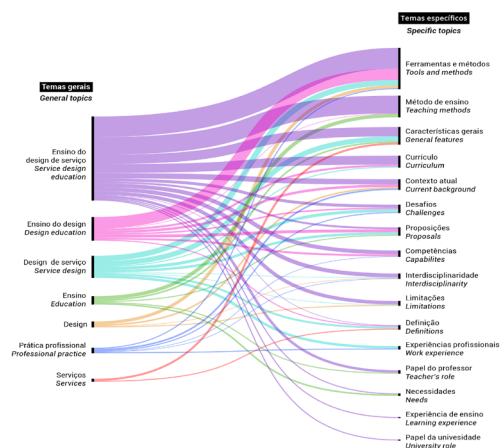 Temas gerais
General topics
Ensino do
design de serviço
Service design
education
Ensino do design
Design education
Design de serviço
Service design
Ensino
Education
Design
Prática profissional
Professional practice
Serviços
Services
Temas específicos
Specific topics
Ferramentas e métodos
Tools and methods
Método de ensino
Teaching methods
Características gerais
General features
Currículo
Curriculum
Contexto atual
Current background
Desafios
Challenges
Proposições
Proposals
Competências
Capabilites
Interdisciplinaridade
Interdisciplinarity
Limitações
Limitations
Definição
Definitions
Experiências profissionais
Work experience
Papel do professor
Teacher's role
Necessidades
Needs
Experiência de ensino
Learning experience
Papel da univesidade
University role